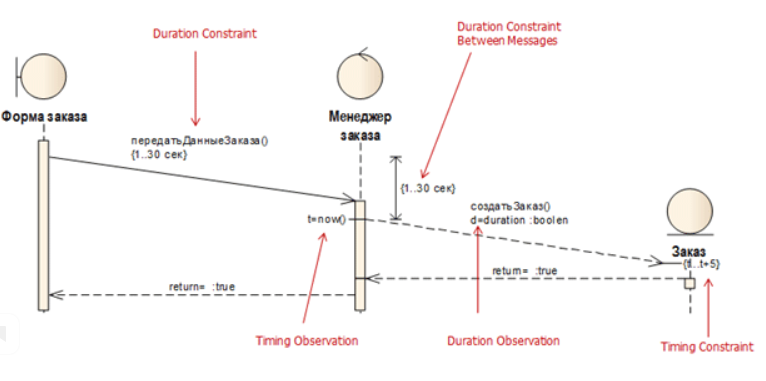 Duration Constraint
Duration Constraint
Between Messages
Форма заказа
Менеджер
заказа
передатьДанныеЗаказа()
{1..30 сек}
{1..30 сек}
создатьЗаказ()
d=duration :boolen
t=now()
Заказ
{t..t+5}
return= :true
return= :true
Timing Observation
Duration Observation
Timing Constraint